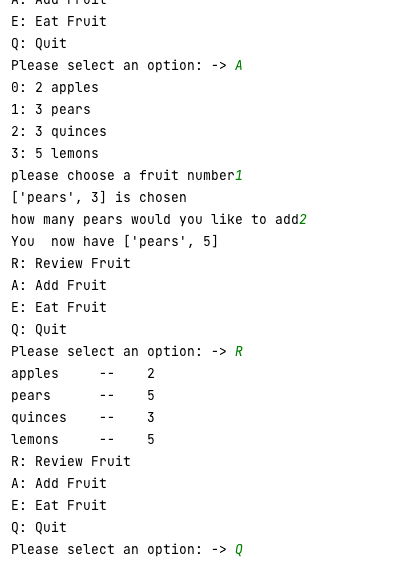 A: Add Fruit
E: Eat Fruit
Q: Quit
Please select an option: -> A
0: 2 apples
1: 3 pears
2: 3 quinces
3: 5 lemons
please choose a fruit number1
['pears', 3] is chosen
how many pears would you like to add2
You  now have ['pears', 5]
R: Review Fruit
A: Add Fruit
E: Eat Fruit
Q: Quit
Please select an option: -> R
apples     --    2
pears      --    5
quinces    --    3
lemons     --    5
R: Review Fruit
A: Add Fruit
E: Eat Fruit
Q: Quit
Please select an option: -> Q